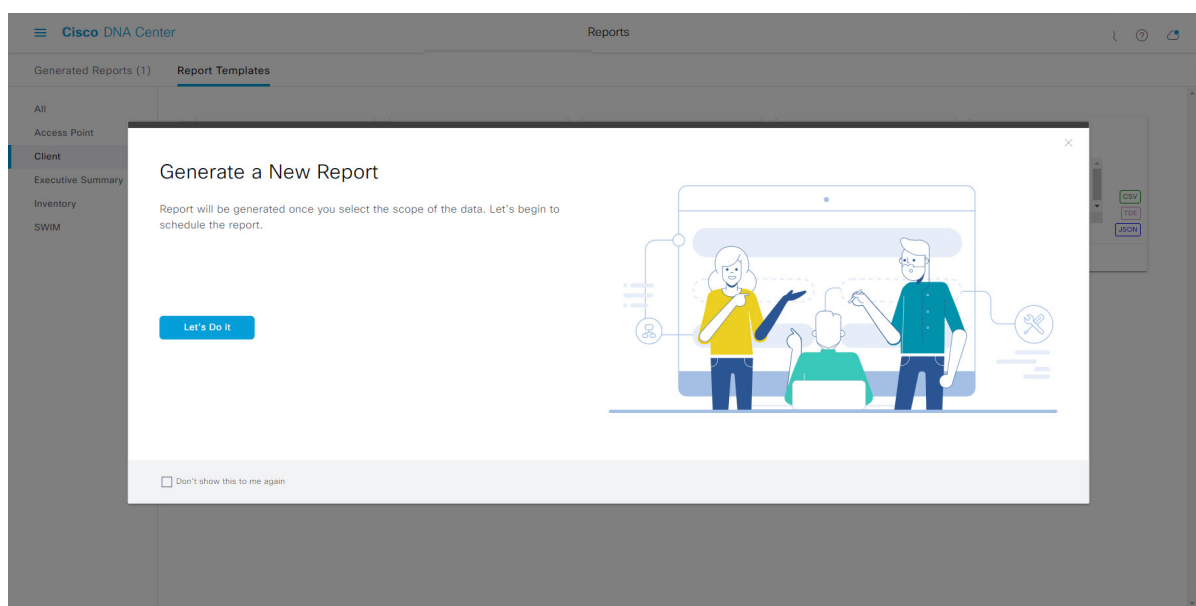 Cisco DNA Center
Reports
Generated Reports (1) Report Templates
All
Access Point
Client
Executive Summary
Inventory
SWIM
Generate a New Report
Report will be generated once you select the scope of the data. Let's begin to
schedule the report.
Let's Do it
Don't show this to me again
CSV
TDE
JSON